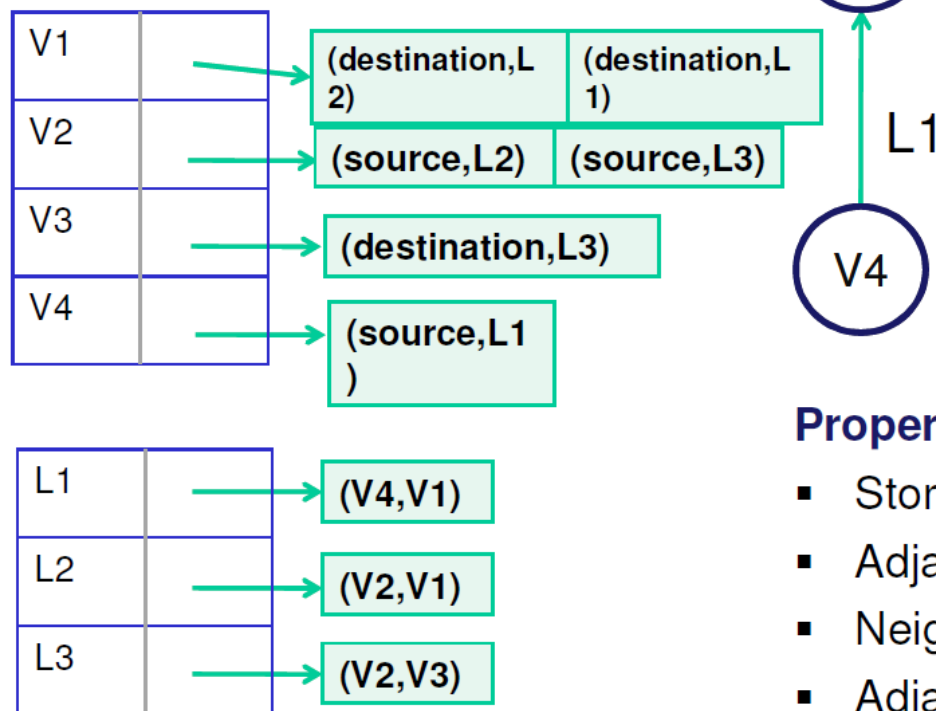 V1
(destination,L
2)
(destination,L
1)
V2
(source,L2)
(source,L3)
V3
(destination,L3)
V4
(source,L1
)
L1
(V4,V1)
L2
(V2,V1)
L3
(V2,V3)
L1
V4
Proper
Stor
Adja
Neig
Adja